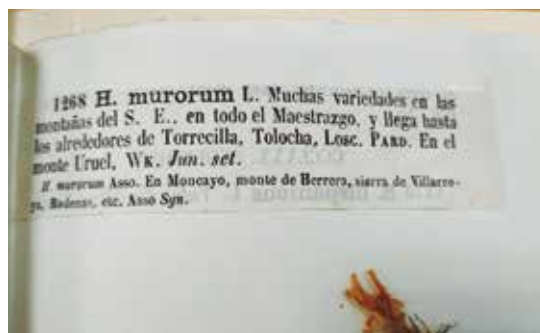 1268 H. murorum L. Muchas variedades en las
montañas del S. E., en todo el Maestrazgo, y llega hasta
los alrededores de Torrecilla, Tolocha, Losc. PARD. En el
monte Uruel, WK. Jun. set.
H. murorum Asso. En Moncayo, monte de Herrera, sierra de Villarro-
ya, Rodenas, etc. Asso Syn.